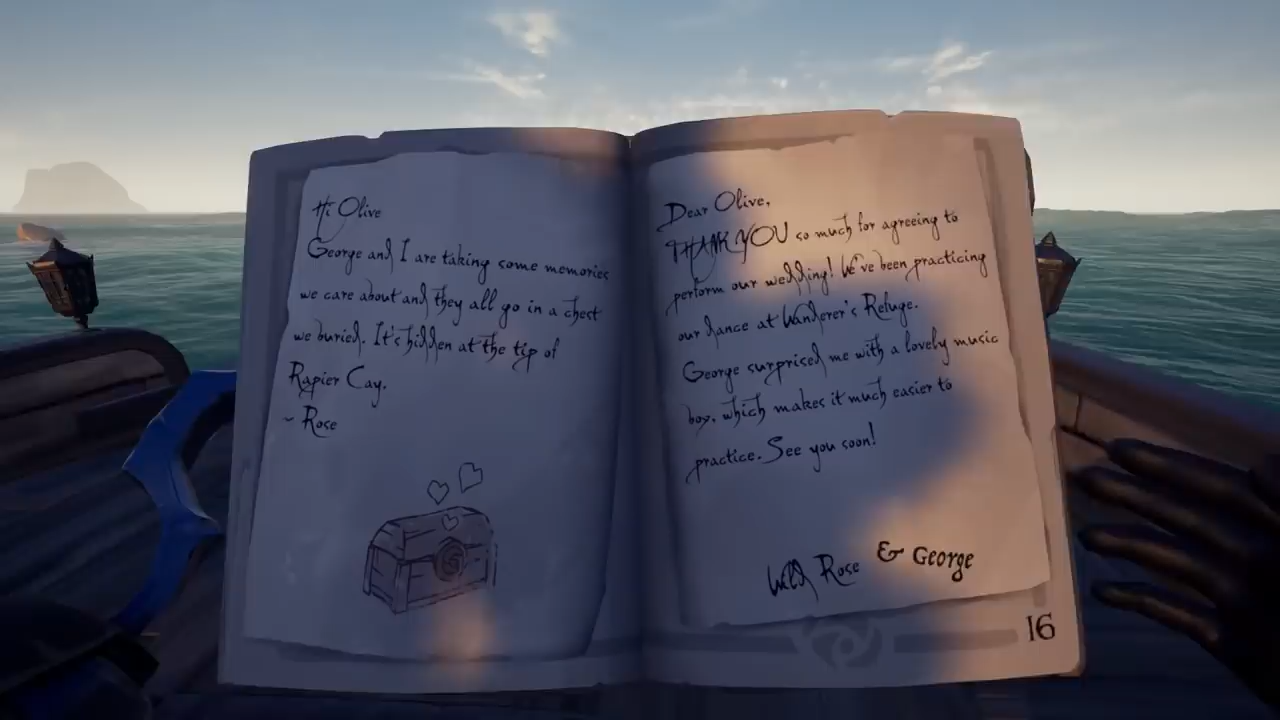 Hi Olive
George and I are taking some memories
we care about and they all go in a chest
we buried. It's hidden at the tip of
Rapier Cay.
~ Rose
Dear Olive,
THANK YOU so much for agreeing to
perform our wedding! We've been practicing
our dance at Wanderer's Refuge.
George surprised me with a lovely music
box, which makes it much easier to
practice. See you soon!
Wild Rose & George
16